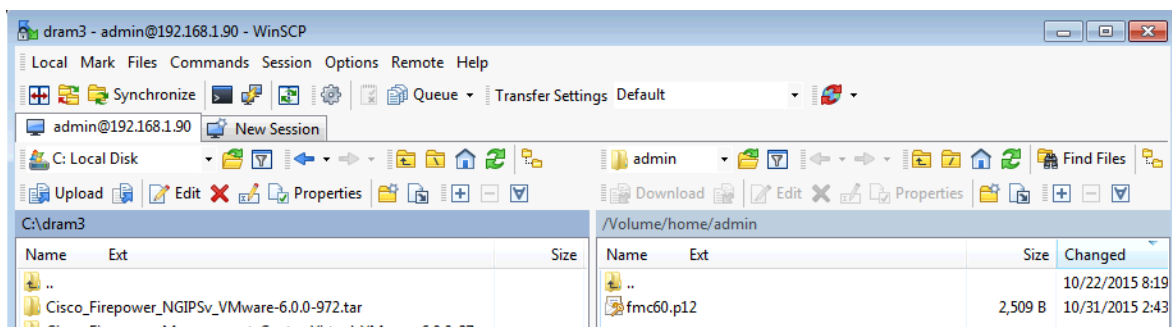 dram3 - admin@192.168.1.90 - WinSCP
Local Mark Files Commands Session Options Remote Help
Synchronize Queue Transfer Settings Default
admin@192.168.1.90 New Session
C: Local Disk admin Find Files
Upload Edit Properties Download Edit Properties
C:\dram3 /Volume/home/admin
Name Ext Size Name Ext Size Changed
.. .. 10/22/2015 8:19
Cisco_Firepower_NGIPSv_VMware-6.0.0-972.tar fmc60.p12 2,509 B 10/31/2015 2:43